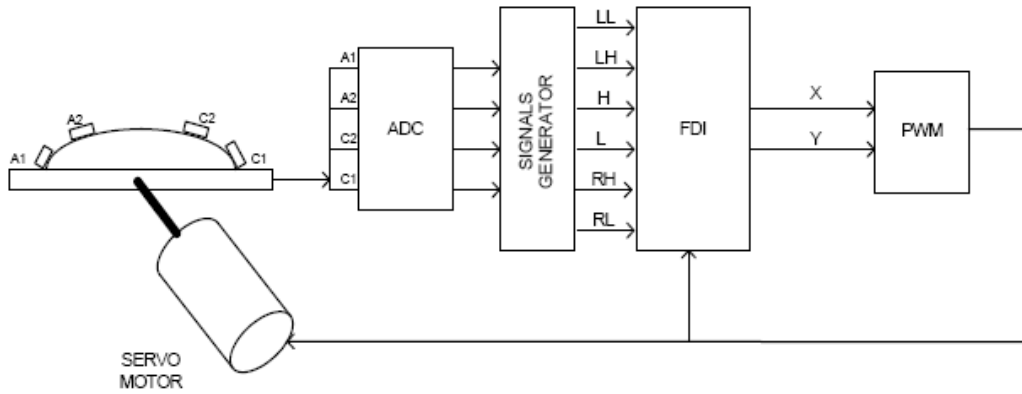 A1
A2
C2
C1
A1
A2
C2
C1
ADC
SIGNALS
GENERATOR
LL
LH
H
L
RH
RL
FDI
X
Y
PWM
SERVO
MOTOR